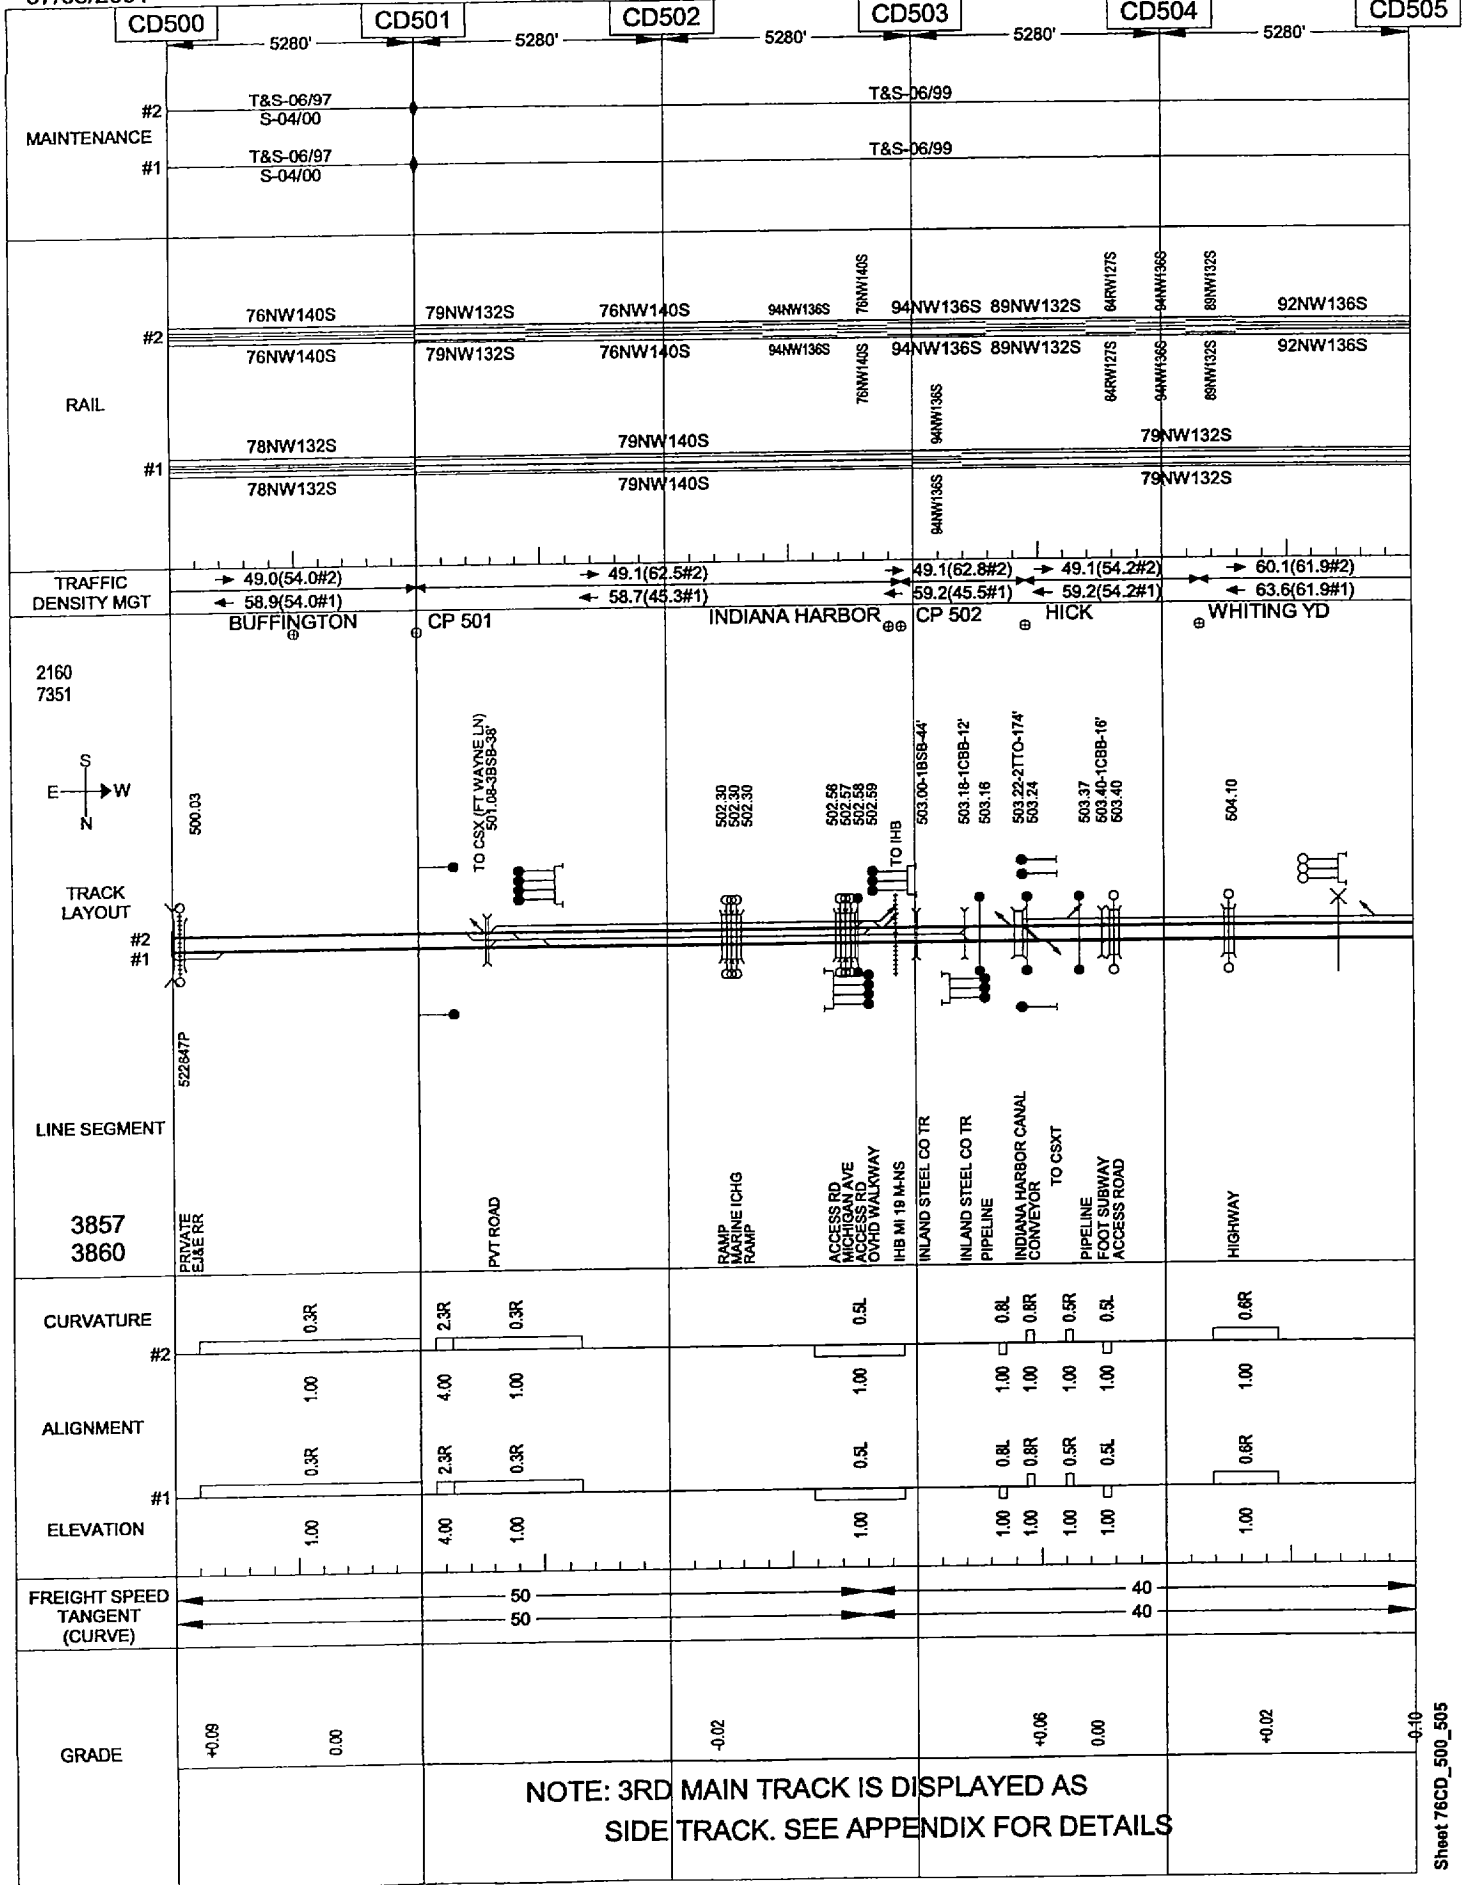 CD500 CD501 CD502 CD503 CD504 CD505
5280' 5280' 5280' 5280' 5280'
MAINTENANCE
#2 T&S-06/97 T&S-06/99
S-04/00
#1 T&S-06/97 T&S-06/99
S-04/00
RAIL
76NW140S 94RW127S 94NW136S 89NW132S
76NW140S 79NW132S 76NW140S 94NW136S 94NW136S 89NW132S 92NW136S
#2
76NW140S 79NW132S 76NW140S 94NW136S 94NW136S 89NW132S 92NW136S
76NW140S 94NW136S 89NW132S
94NW136S
78NW132S 79NW140S 79NW132S
#1
78NW132S 79NW140S 79NW132S
94NW136S
TRAFFIC
DENSITY MGT
49.0(54.0#2) 49.1(62.5#2) 49.1(62.8#2) 49.1(54.2#2) 60.1(61.9#2)
58.9(54.0#1) 58.7(45.3#1) 59.2(45.5#1) 59.2(54.2#1) 63.6(61.9#1)
BUFFINGTON CP 501 INDIANA HARBOR CP 502 HICK WHITING YD
2160
7351
S
E W
N
500.03
TO CSX (FT WAYNE LN)
501.08-3BSB-38'
502.30
502.30
502.30
502.56
502.57
502.58
502.59
TO IHB
503.00-1BSB-44'
503.18-1CBB-12'
503.16
503.22-2TTO-174'
503.24
503.37
503.40-1CBB-16'
503.40
504.10
TRACK
LAYOUT
#2
#1
522647P
LINE SEGMENT
3857
3860
PRIVATE
EJ&E RR
PVT ROAD
RAMP
MARINE ICHG
RAMP
ACCESS RD
MICHIGAN AVE
ACCESS RD
OVHD WALKWAY
IHB MI 19 M-NS
INLAND STEEL CO TR
INLAND STEEL CO TR
PIPELINE
INDIANA HARBOR CANAL
CONVEYOR
TO CSXT
PIPELINE
FOOT SUBWAY
ACCESS ROAD
HIGHWAY
CURVATURE
0.3R 2.3R 0.3R 0.5L 0.8L 0.8R 0.5R 0.5L 0.6R
#2
1.00 4.00 1.00 1.00 1.00 1.00 1.00 1.00 1.00
ALIGNMENT
0.3R 2.3R 0.3R 0.5L 0.8L 0.8R 0.5R 0.5L 0.6R
#1
ELEVATION
1.00 4.00 1.00 1.00 1.00 1.00 1.00 1.00 1.00
FREIGHT SPEED
TANGENT
(CURVE)
50 40
50 40
GRADE
+0.09 0.00 -0.02 +0.06 0.00 +0.02 -0.10
NOTE: 3RD MAIN TRACK IS DISPLAYED AS
SIDE TRACK. SEE APPENDIX FOR DETAILS
Sheet 76CD_500_505